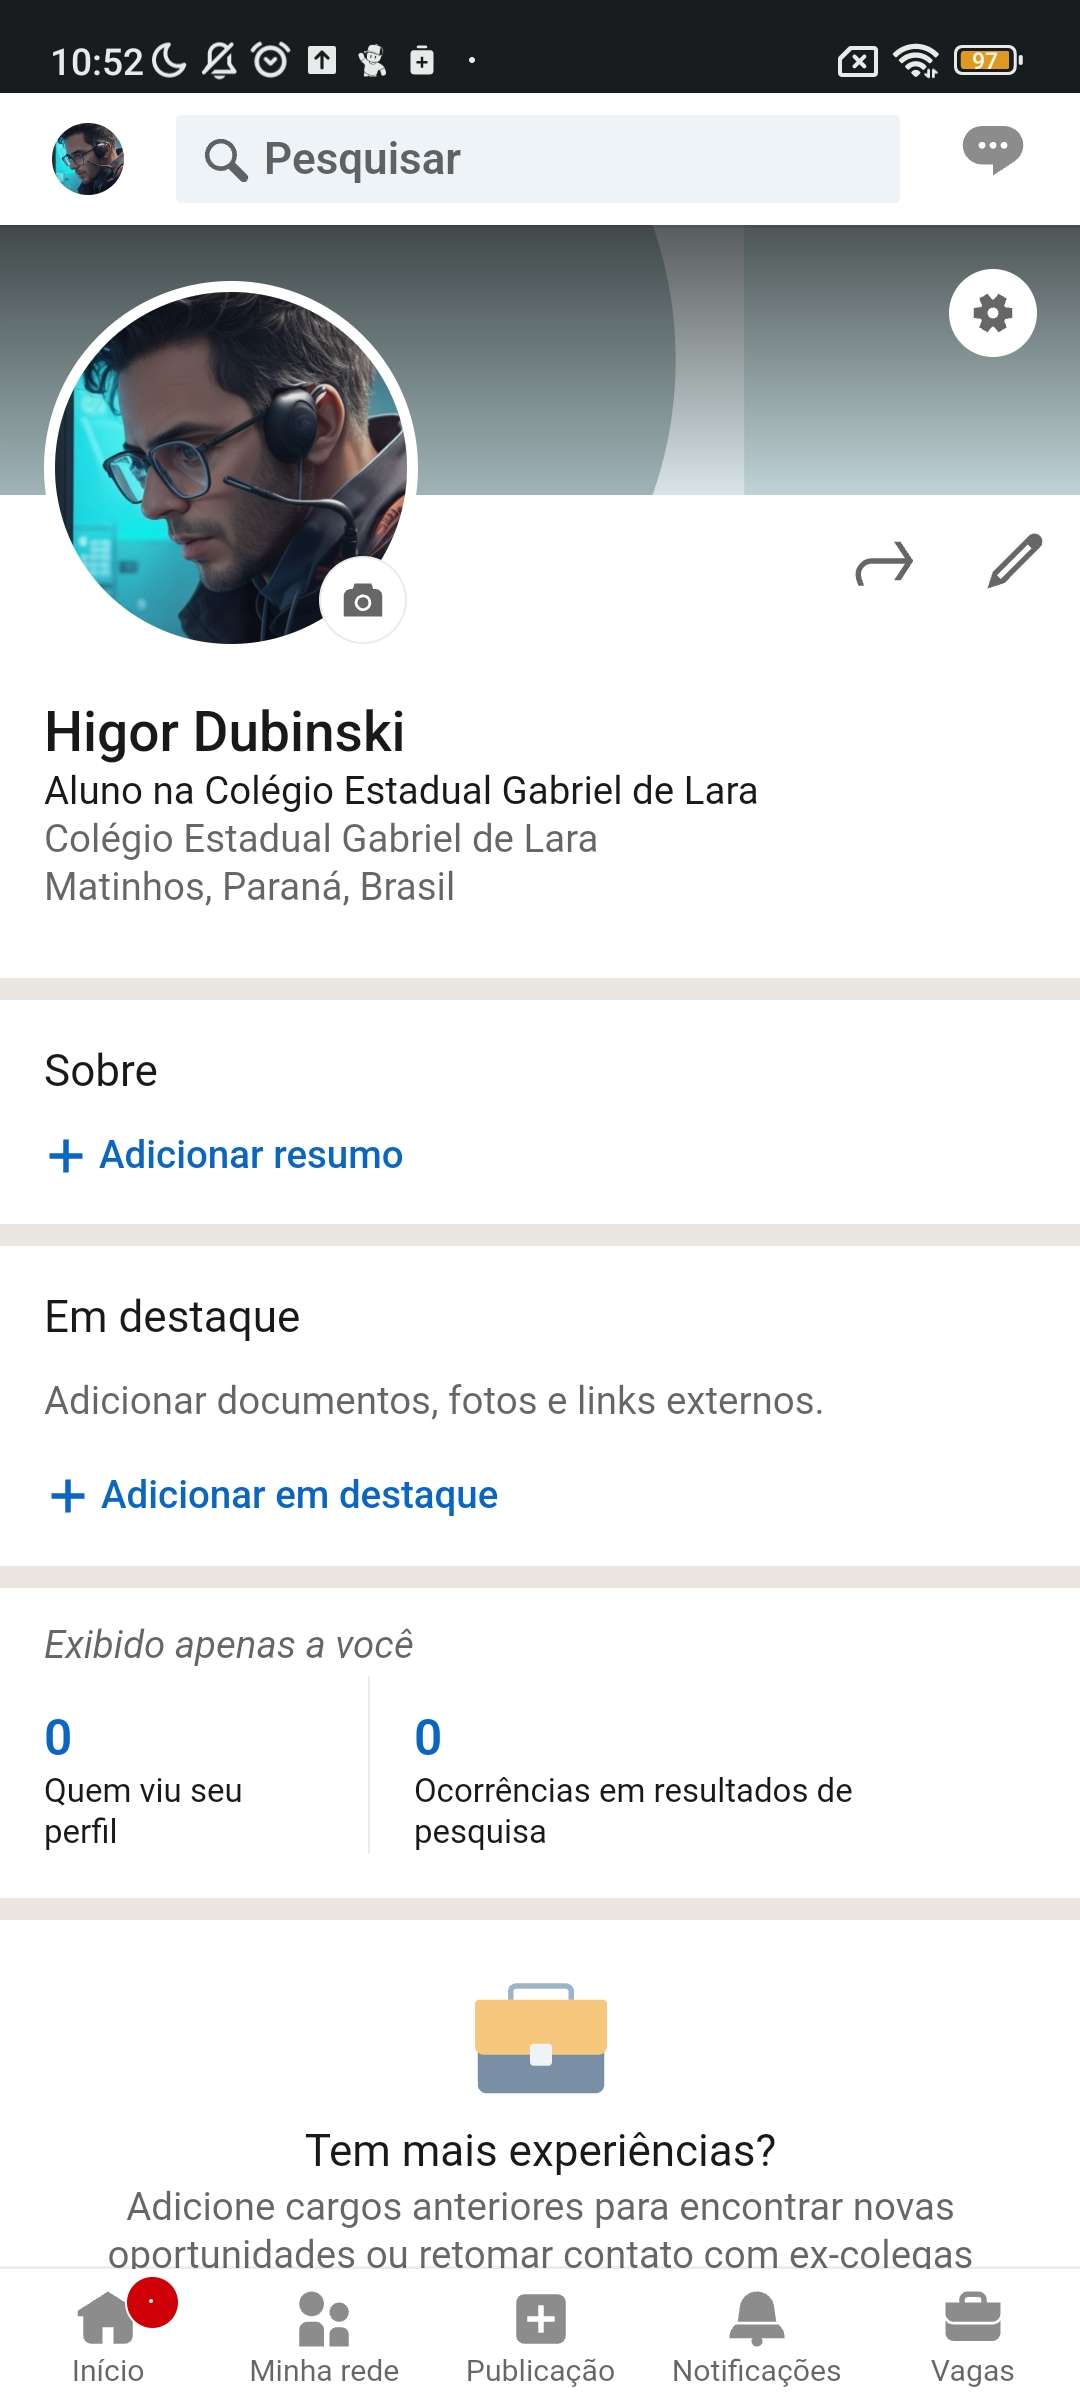 10:52
97
Pesquisar
Higor Dubinski
Aluno na Colégio Estadual Gabriel de Lara
Colégio Estadual Gabriel de Lara
Matinhos, Paraná, Brasil
Sobre
+ Adicionar resumo
Em destaque
Adicionar documentos, fotos e links externos.
+ Adicionar em destaque
Exibido apenas a você
0
Quem viu seu
perfil
0
Ocorrências em resultados de
pesquisa
Tem mais experiências?
Adicione cargos anteriores para encontrar novas
oportunidades ou retomar contato com ex-colegas
Início
Minha rede
Publicação
Notificações
Vagas